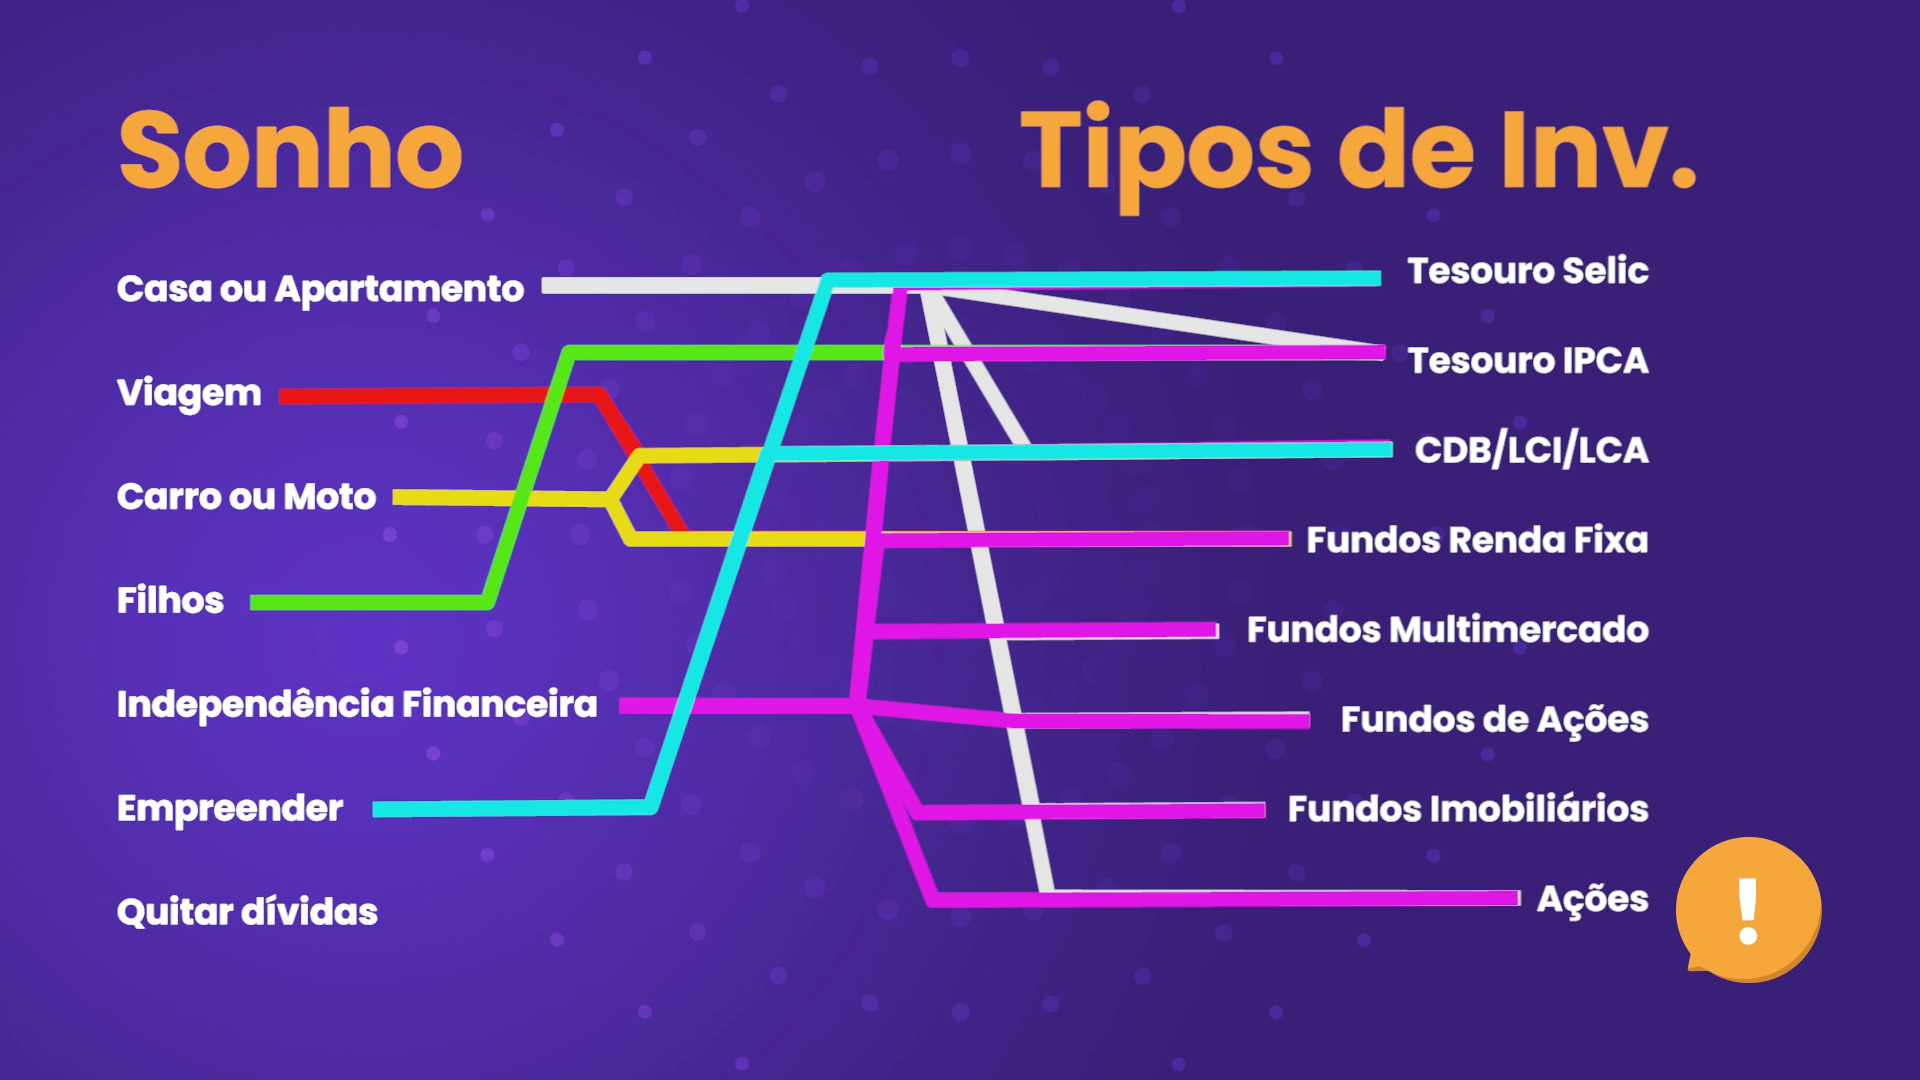 Sonho
Casa ou Apartamento
Viagem
Carro ou Moto
Filhos
Independência Financeira
Empreender
Quitar dívidas
Tipos de Inv.
Tesouro Selic
Tesouro IPCA
CDB/LCI/LCA
Fundos Renda Fixa
Fundos Multimercado
Fundos de Ações
Fundos Imobiliários
Ações
!